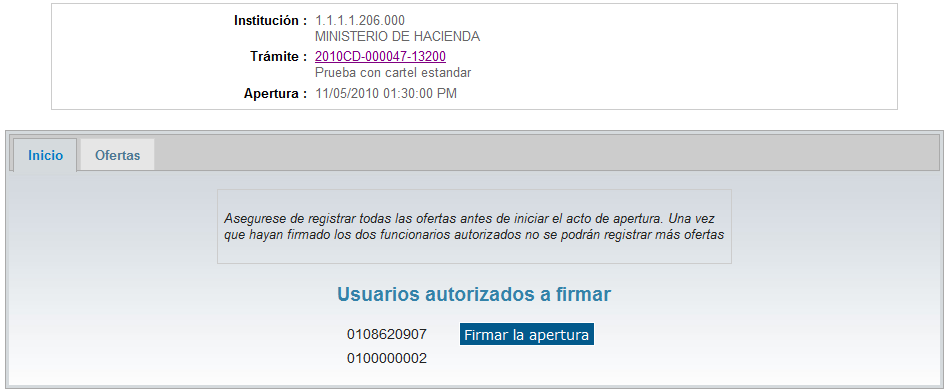 Institución : 1.1.1.1.206.000
MINISTERIO DE HACIENDA
Trámite : 2010CD-000047-13200
Prueba con cartel estandar
Apertura : 11/05/2010 01:30:00 PM
Inicio Ofertas
Asegurese de registrar todas las ofertas antes de iniciar el acto de apertura. Una vez
que hayan firmado los dos funcionarios autorizados no se podrán registrar más ofertas
Usuarios autorizados a firmar
0108620907 Firmar la apertura
0100000002